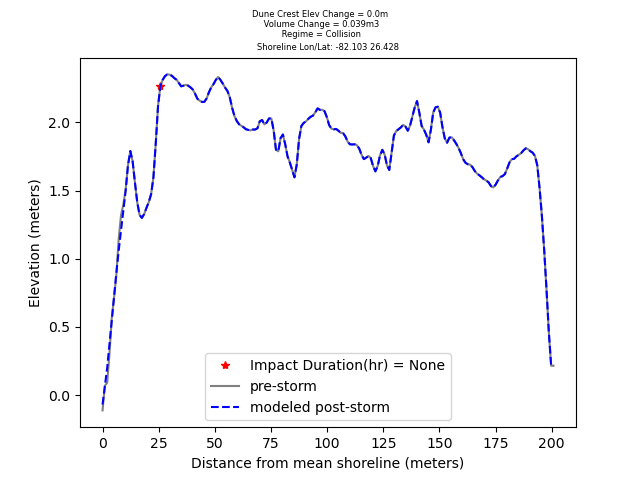 Dune Crest Elev Change = 0.0m
Volume Change = 0.039m3
Regime = Collision
Shoreline Lon/Lat: -82.103 26.428
Elevation (meters)
2.0
1.5
1.0
0.5
0.0
Impact Duration(hr) = None
pre-storm
modeled post-storm
0 25 50 75 100 125 150 175 200
Distance from mean shoreline (meters)